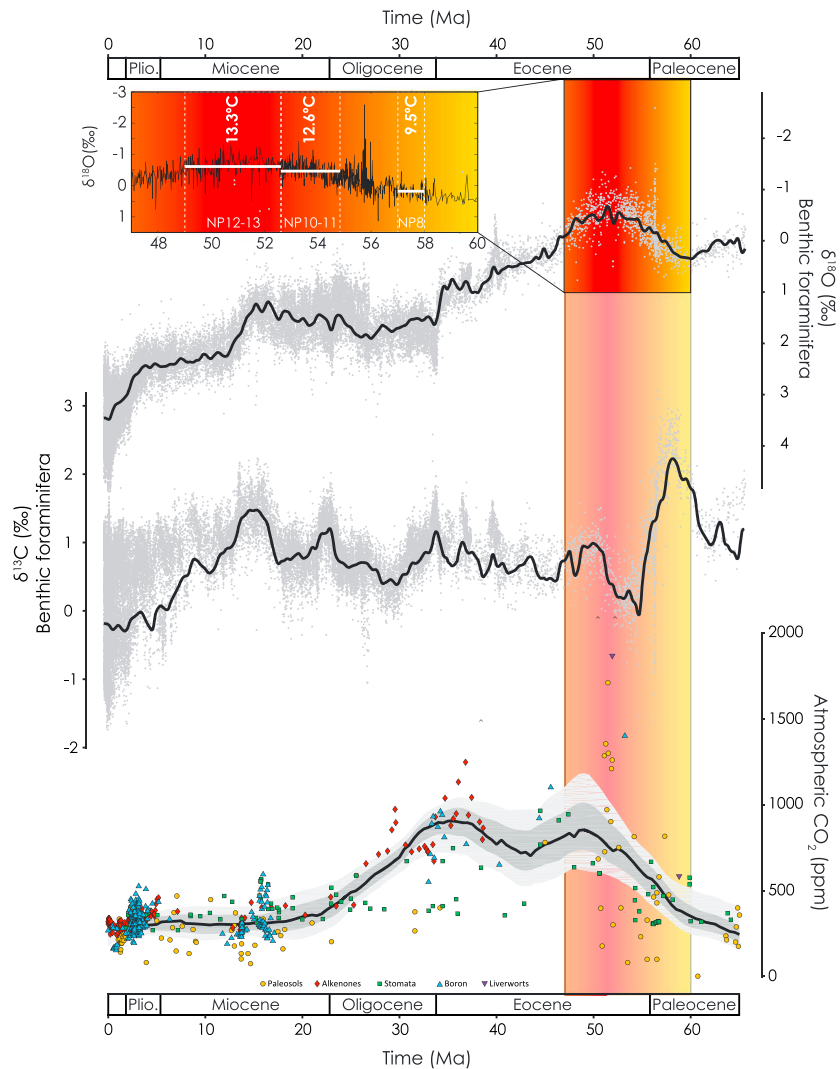 Time (Ma)
0 10 20 30 40 50 60
Plio. Miocene Oligocene Eocene Paleocene
-3
-2
-1
0
1
δ18O(‰)
13.3°C
12.6°C
9.5°C
NP12-13 NP10-11 NP8
48 50 52 54 56 58 60
-2
-1
0
1
2
3
4
δ18O (‰)
Benthic foraminifera
3
2
1
0
-1
-2
δ13C (‰)
Benthic foraminifera
2000
1500
1000
500
0
Atmospheric CO2 (ppm)
Paleosols Alkenones Stomata Boron Liverworts
Plio. Miocene Oligocene Eocene Paleocene
0 10 20 30 40 50 60
Time (Ma)